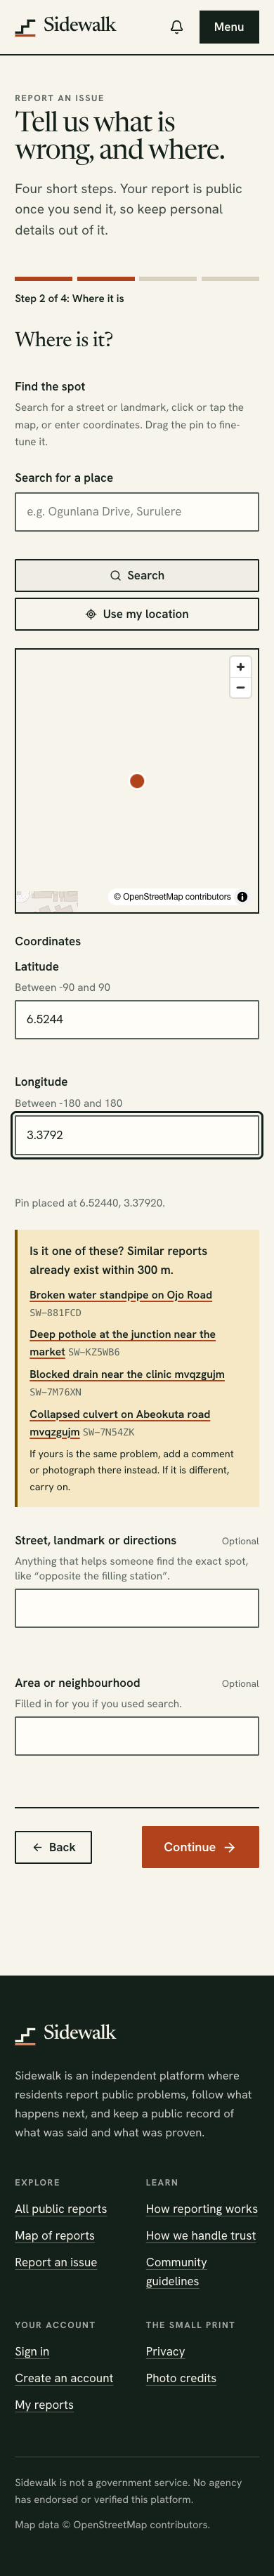 Sidewalk
Menu
REPORT AN ISSUE
Tell us what is
wrong, and where.
Four short steps. Your report is public
once you send it, so keep personal
details out of it.
Step 2 of 4: Where it is
Where is it?
Find the spot
Search for a street or landmark, click or tap the
map, or enter coordinates. Drag the pin to fine-
tune it.
Search for a place
e.g. Ogunlana Drive, Surulere
Search
Use my location
+
−
© OpenStreetMap contributors
Coordinates
Latitude
Between -90 and 90
6.5244
Longitude
Between -180 and 180
3.3792
Pin placed at 6.52440, 3.37920.
Is it one of these? Similar reports
already exist within 300 m.
Broken water standpipe on Ojo Road
SW-881FCD
Deep pothole at the junction near the
market SW-KZ5WB6
Blocked drain near the clinic mvqzgujm
SW-7M76XN
Collapsed culvert on Abeokuta road
mvqzgujm SW-7N54ZK
If yours is the same problem, add a comment
or photograph there instead. If it is different,
carry on.
Street, landmark or directions Optional
Anything that helps someone find the exact spot,
like “opposite the filling station”.
Area or neighbourhood Optional
Filled in for you if you used search.
Back
Continue
Sidewalk
Sidewalk is an independent platform where
residents report public problems, follow what
happens next, and keep a public record of
what was said and what was proven.
EXPLORE
All public reports
Map of reports
Report an issue
LEARN
How reporting works
How we handle trust
Community
guidelines
YOUR ACCOUNT
Sign in
Create an account
My reports
THE SMALL PRINT
Privacy
Photo credits
Sidewalk is not a government service. No agency
has endorsed or verified this platform.
Map data © OpenStreetMap contributors.